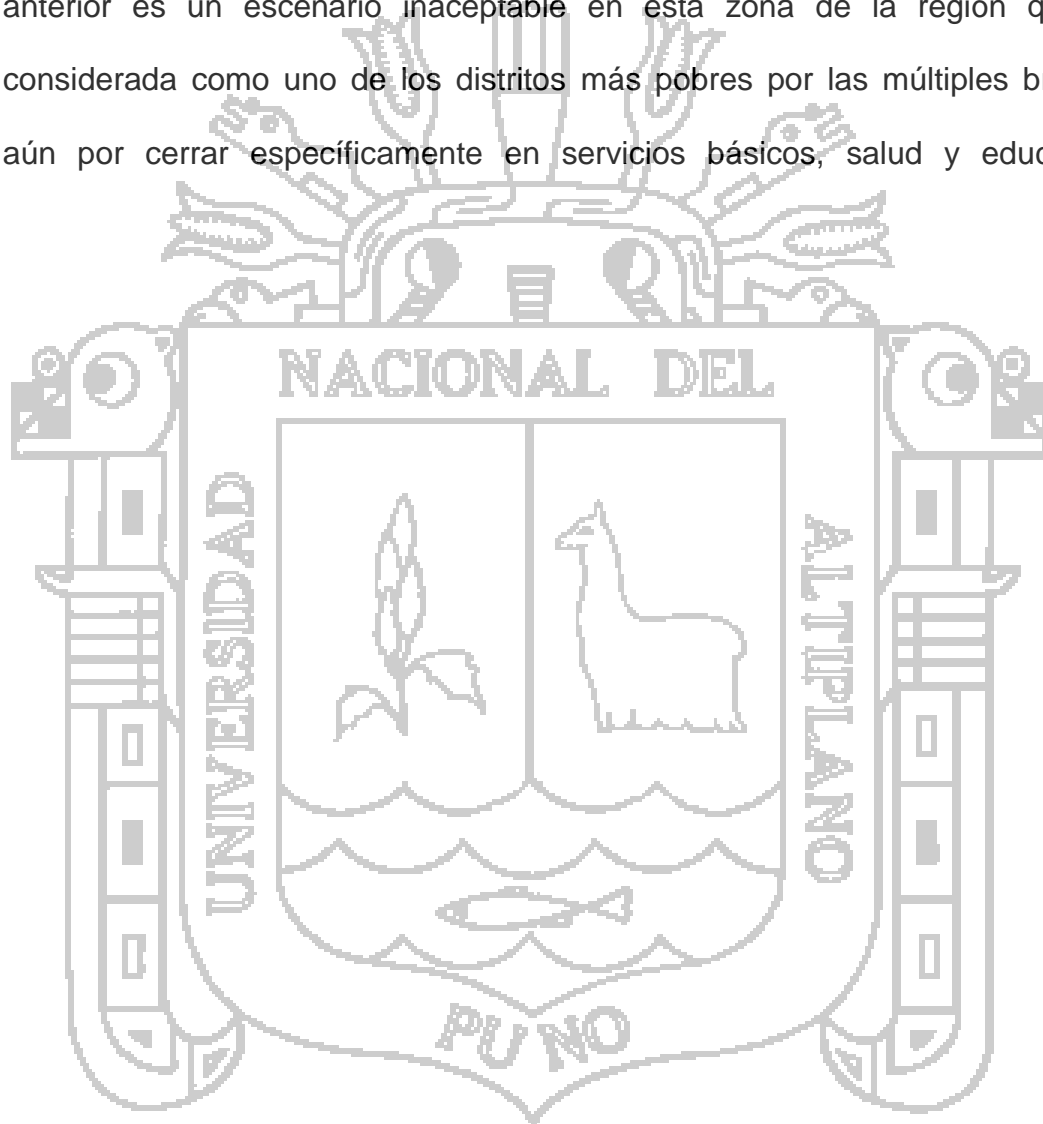 anterior es un escenario inaceptable en esta zona de la región q
considerada como uno de los distritos más pobres por las múltiples b
aún por cerrar específicamente en servicios básicos, salud y educ
NACIONAL DEL
UNIVERSIDAD
ALTIPLANO
PUNO